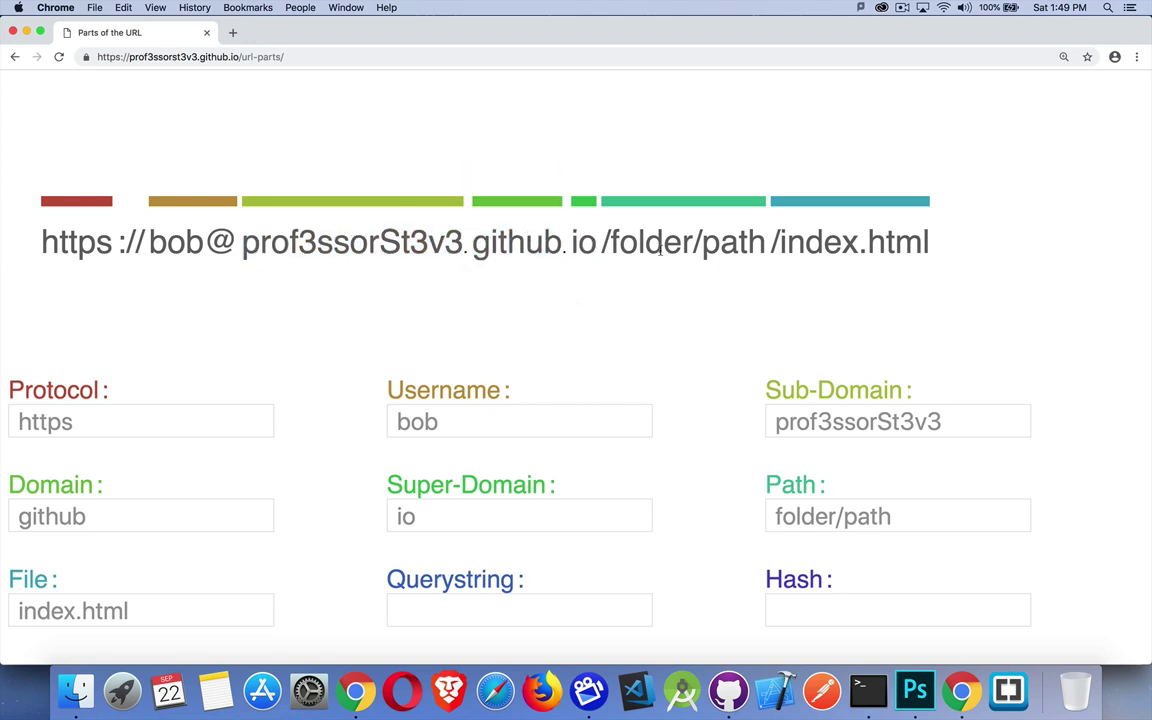 Chrome File Edit View History Bookmarks People Window Help 100% Sat 1:49 PM
Parts of the URL
https://prof3ssorst3v3.github.io/url-parts/
https :// bob@ prof3ssorSt3v3. github. io /folder/path /index.html
Protocol: Username: Sub-Domain:
https bob prof3ssorSt3v3
Domain: Super-Domain: Path:
github io folder/path
File: Querystring: Hash:
index.html
SEP
22
>_ Ps